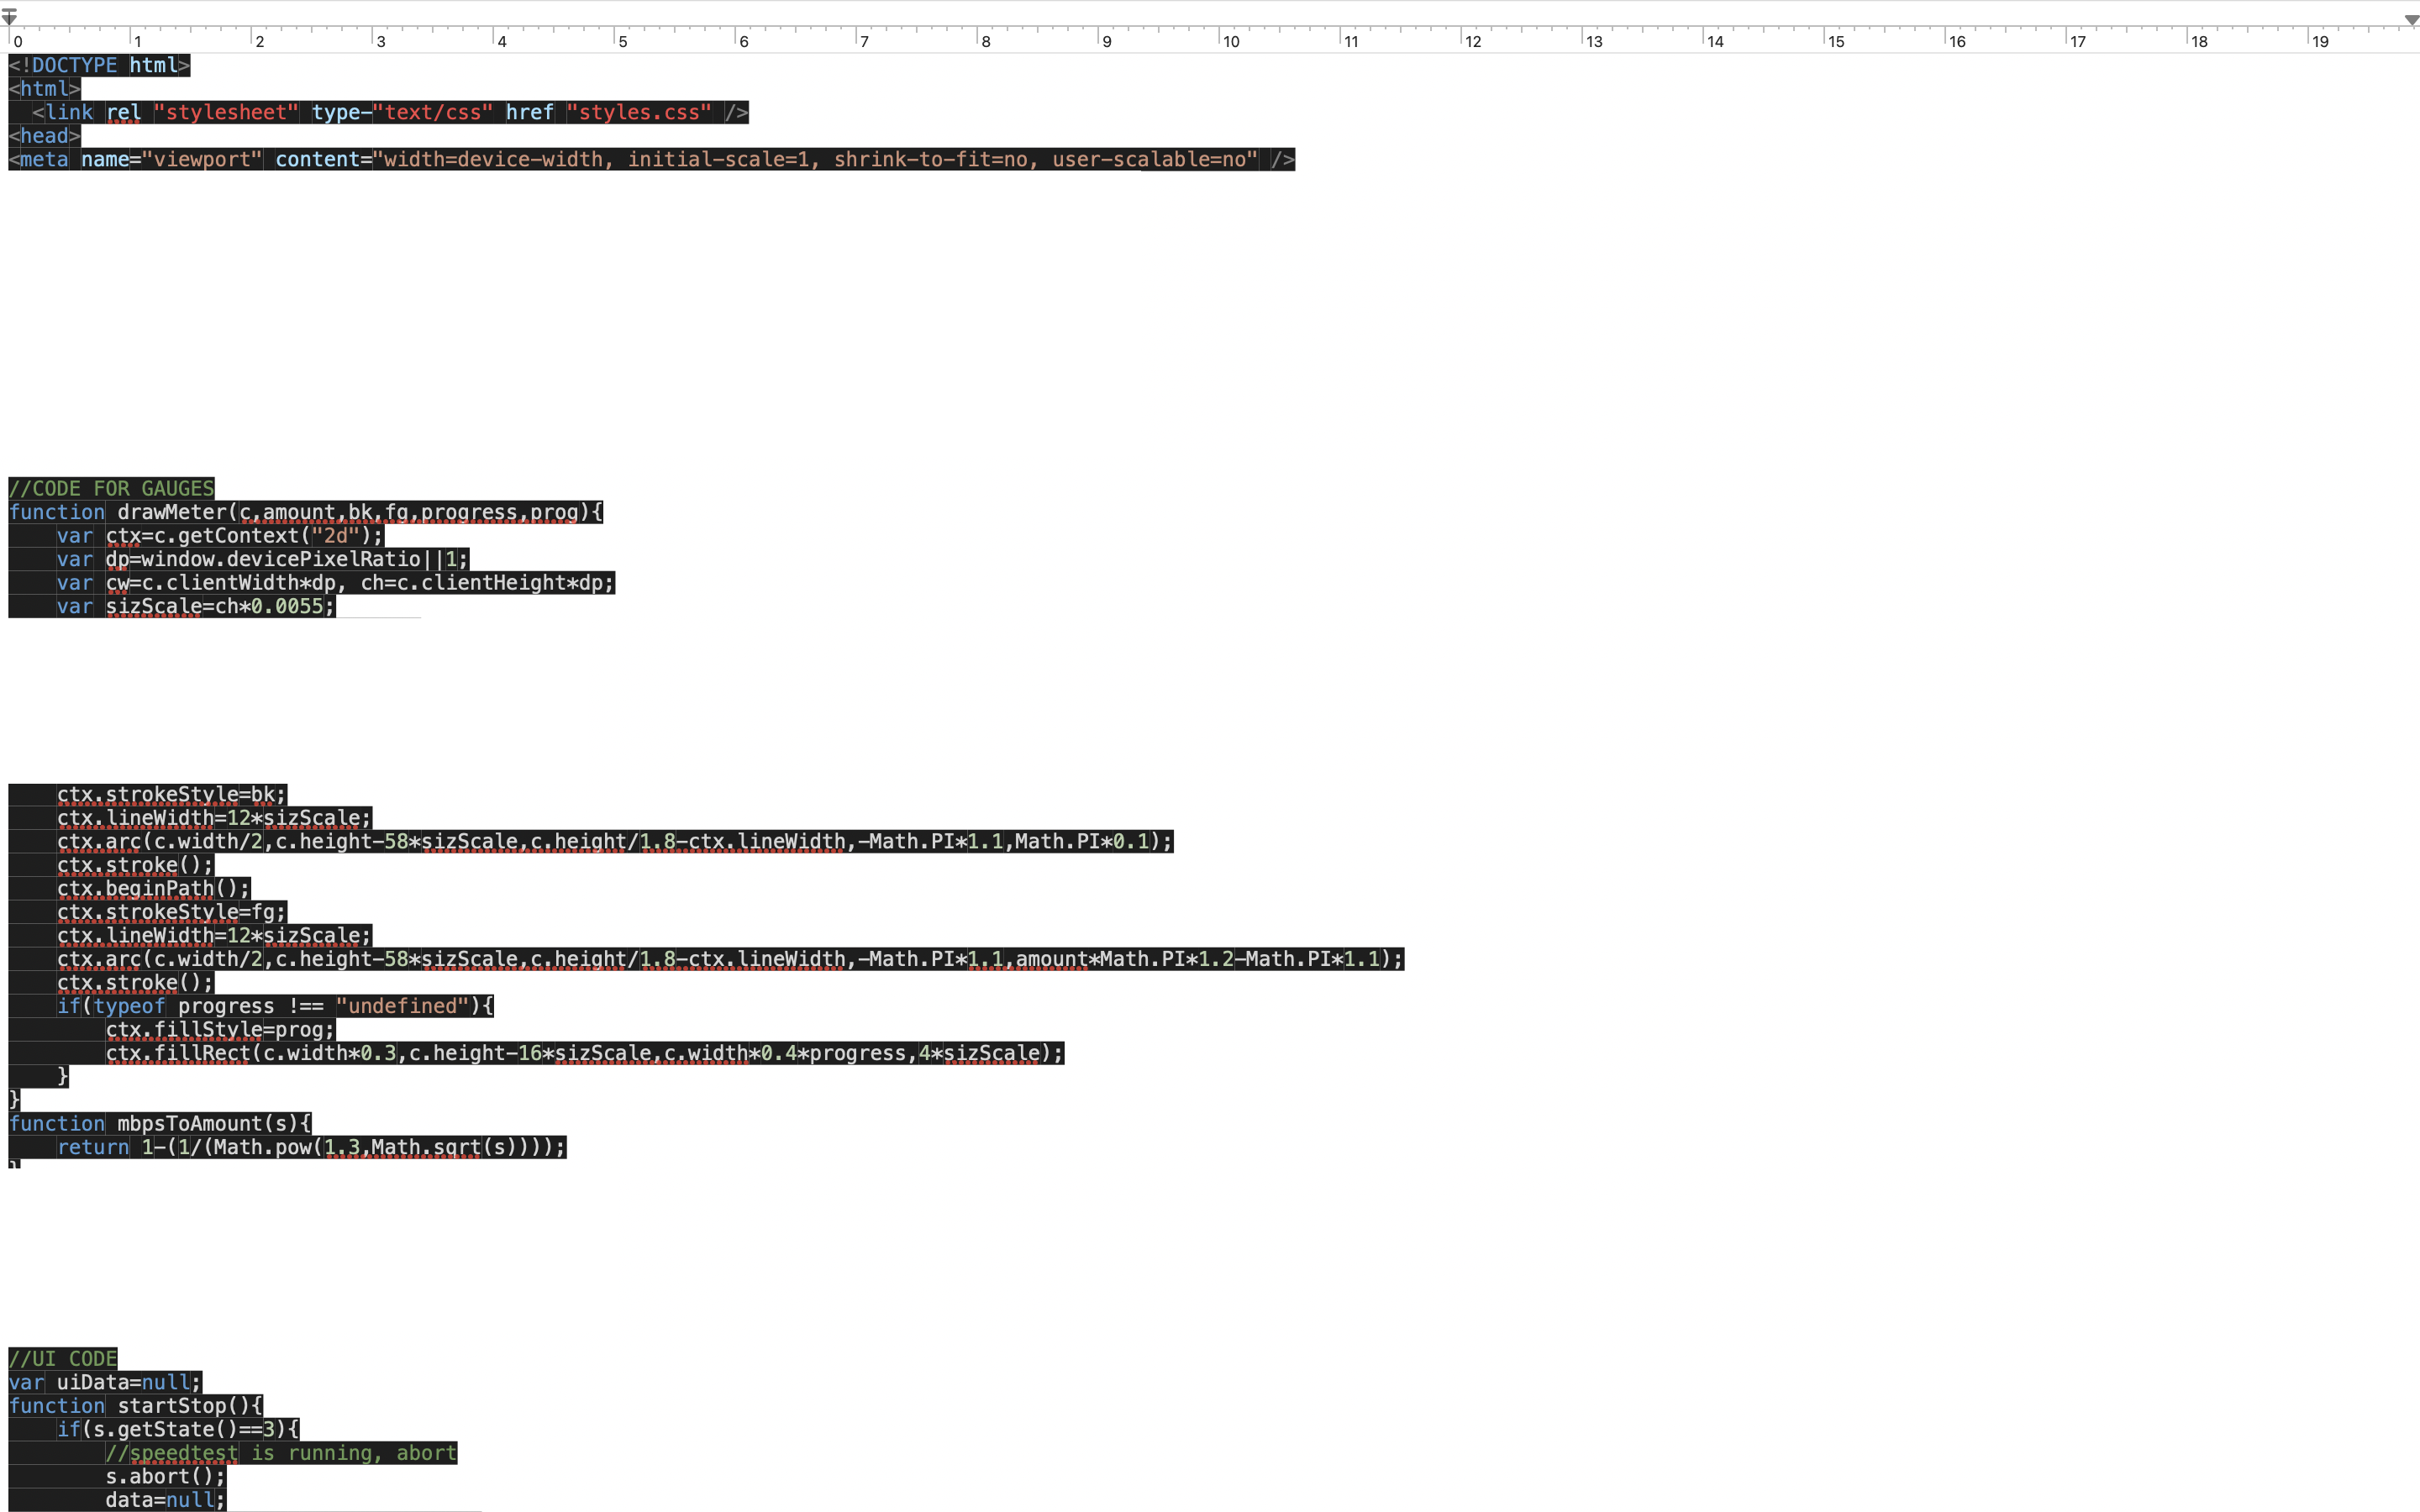 0 1 2 3 4 5 6 7 8 9 10 11 12 13 14 15 16 17 18 19
<!DOCTYPE html>
<html>
  <link rel "stylesheet" type-"text/css" href "styles.css" />
<head>
<meta name="viewport" content="width=device-width, initial-scale=1, shrink-to-fit=no, user-scalable=no" />
//CODE FOR GAUGES
function drawMeter(c,amount,bk,fg,progress,prog){
    var ctx=c.getContext("2d");
    var dp=window.devicePixelRatio||1;
    var cw=c.clientWidth*dp, ch=c.clientHeight*dp;
    var sizScale=ch*0.0055;
    ctx.strokeStyle=bk;
    ctx.lineWidth=12*sizScale;
    ctx.arc(c.width/2,c.height-58*sizScale,c.height/1.8-ctx.lineWidth,-Math.PI*1.1,Math.PI*0.1);
    ctx.stroke();
    ctx.beginPath();
    ctx.strokeStyle=fg;
    ctx.lineWidth=12*sizScale;
    ctx.arc(c.width/2,c.height-58*sizScale,c.height/1.8-ctx.lineWidth,-Math.PI*1.1,amount*Math.PI*1.2-Math.PI*1.1);
    ctx.stroke();
    if(typeof progress !== "undefined"){
        ctx.fillStyle=prog;
        ctx.fillRect(c.width*0.3,c.height-16*sizScale,c.width*0.4*progress,4*sizScale);
    }
}
function mbpsToAmount(s){
    return 1-(1/(Math.pow(1.3,Math.sqrt(s))));
}
//UI CODE
var uiData=null;
function startStop(){
    if(s.getState()==3){
        //speedtest is running, abort
        s.abort();
        data=null;